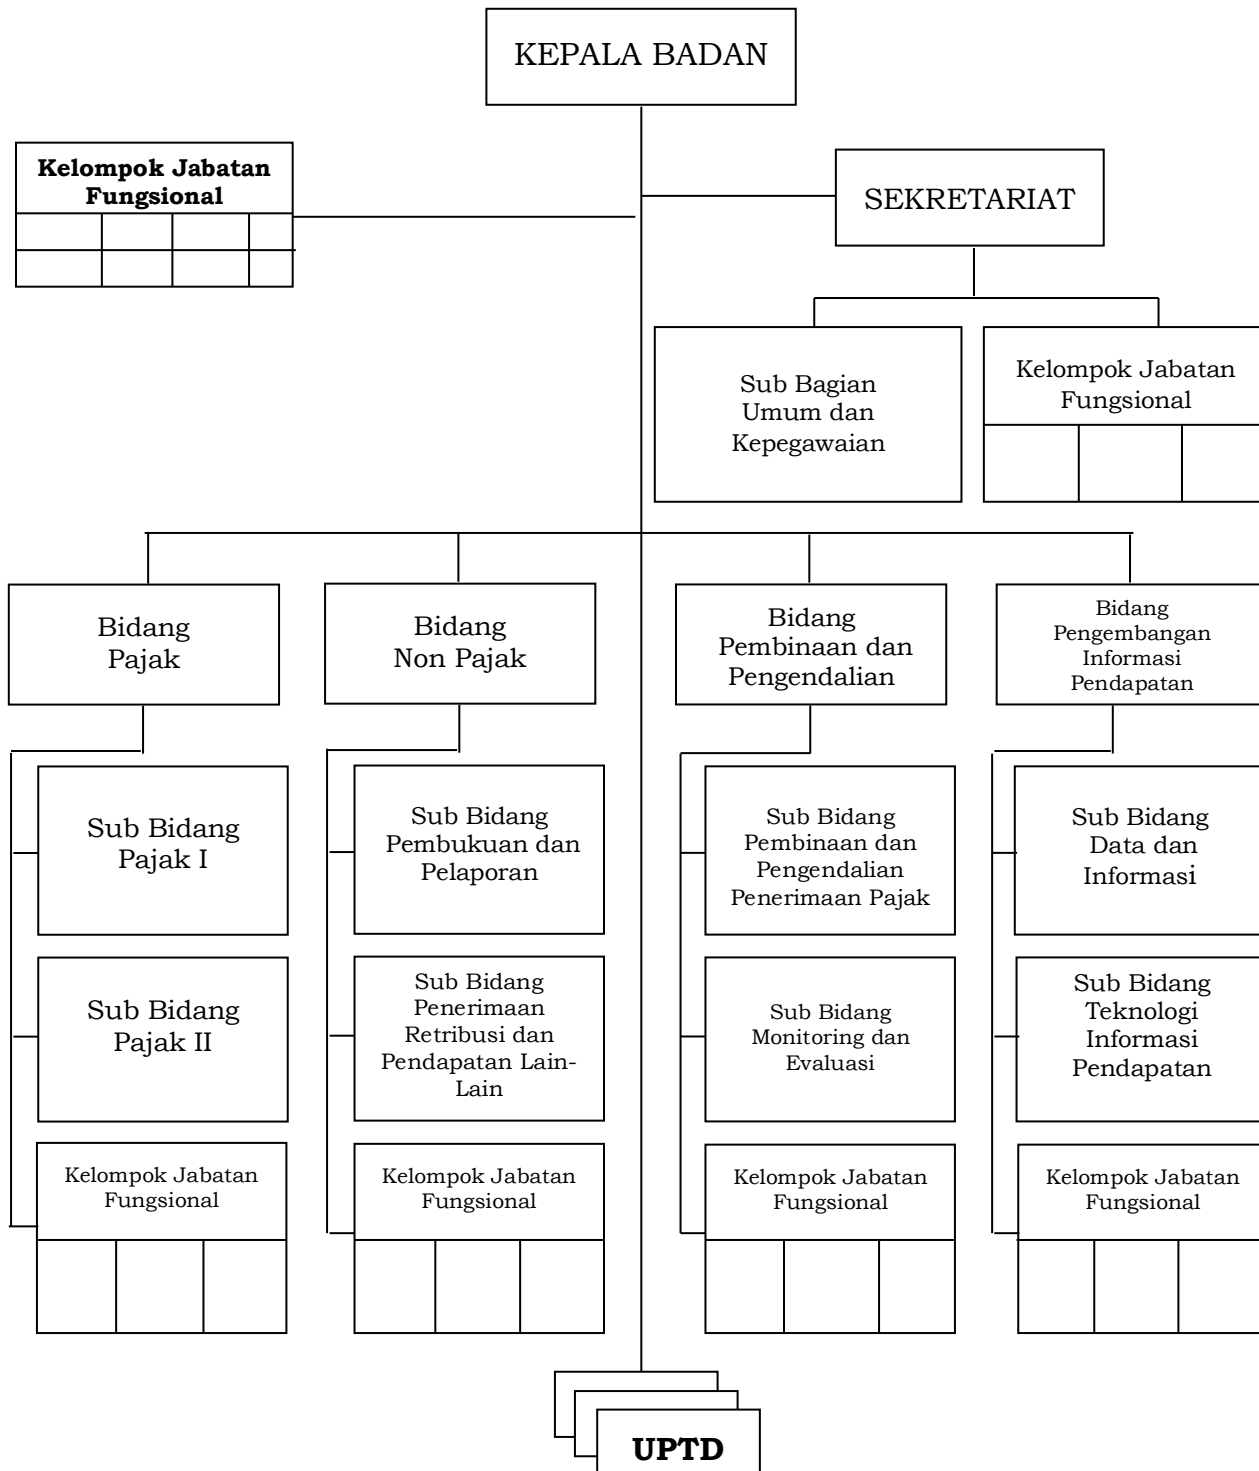 KEPALA BADAN
Kelompok Jabatan
Fungsional
SEKRETARIAT
Sub Bagian
Umum dan
Kepegawaian
Kelompok Jabatan
Fungsional
Bidang
Pajak
Bidang
Non Pajak
Bidang
Pembinaan dan
Pengendalian
Bidang
Pengembangan
Informasi
Pendapatan
Sub Bidang
Pajak I
Sub Bidang
Pembukuan dan
Pelaporan
Sub Bidang
Pembinaan dan
Pengendalian
Penerimaan Pajak
Sub Bidang
Data dan
Informasi
Sub Bidang
Pajak II
Sub Bidang
Penerimaan
Retribusi dan
Pendapatan Lain-
Lain
Sub Bidang
Monitoring dan
Evaluasi
Sub Bidang
Teknologi
Informasi
Pendapatan
Kelompok Jabatan
Fungsional
Kelompok Jabatan
Fungsional
Kelompok Jabatan
Fungsional
Kelompok Jabatan
Fungsional
UPTD